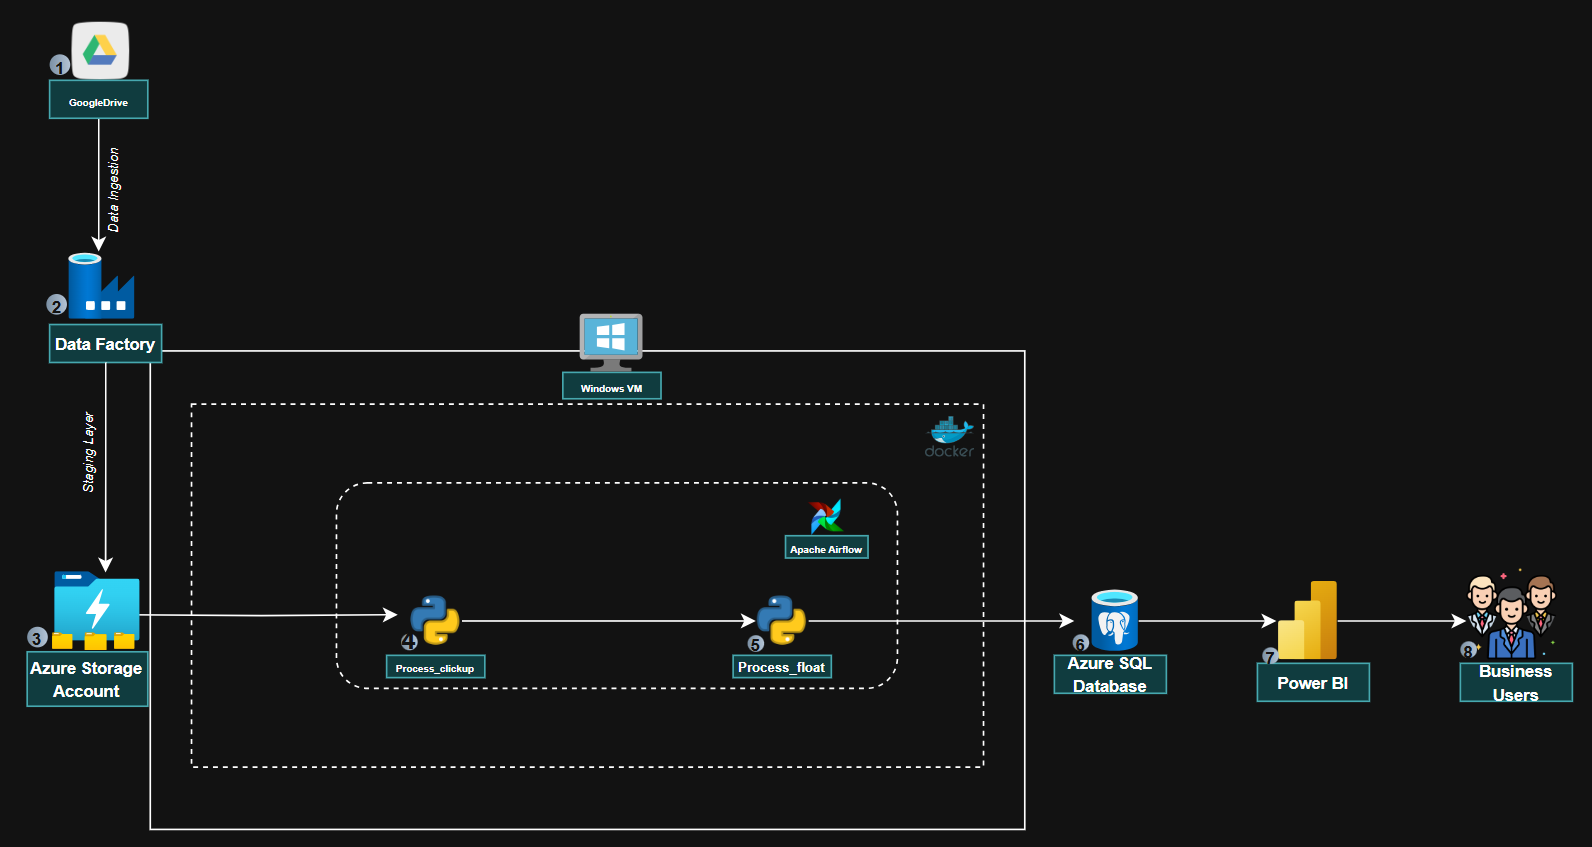 1
GoogleDrive
Data Ingestion
2
Data Factory
Staging Layer
Windows VM
docker
Apache Airflow
3
Azure Storage
Account
4
Process_clickup
5
Process_float
6
Azure SQL
Database
7
Power BI
8
Business
Users